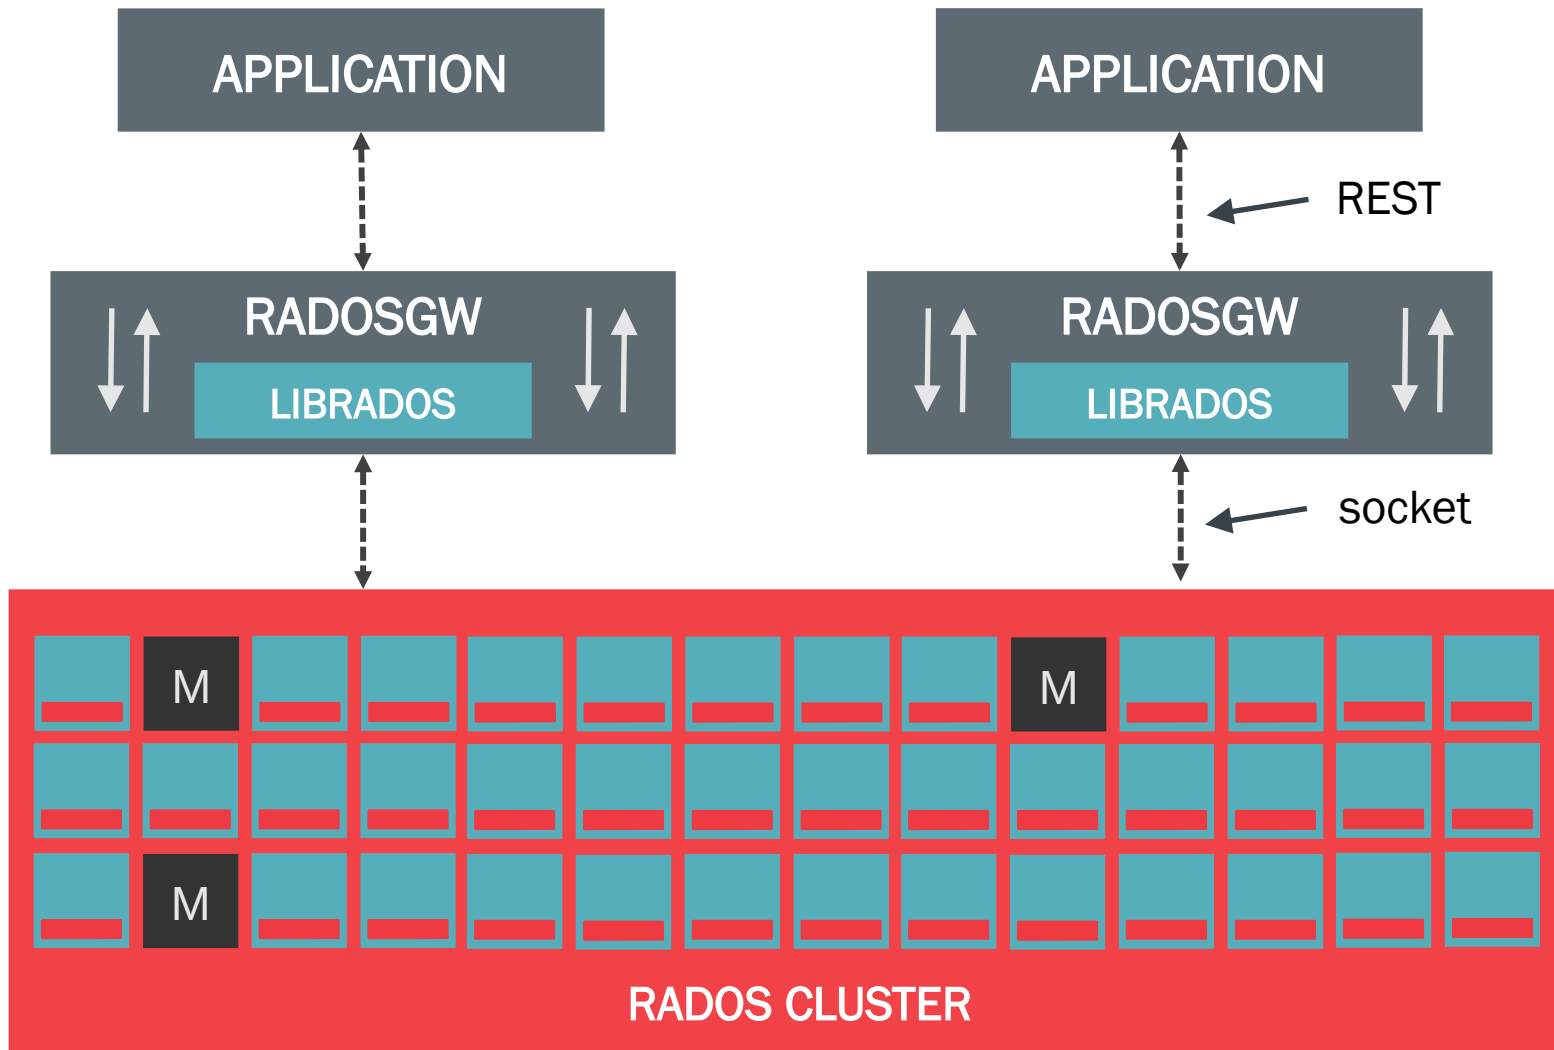 APPLICATION
APPLICATION
REST
RADOSGW
RADOSGW
LIBRADOS
LIBRADOS
socket
M
M
M
RADOS CLUSTER